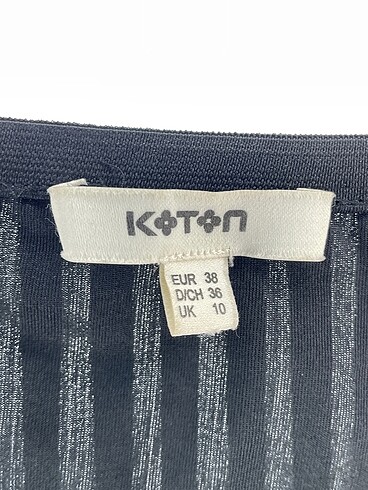 KOTON
EUR 38
D/CH 36
UK 10